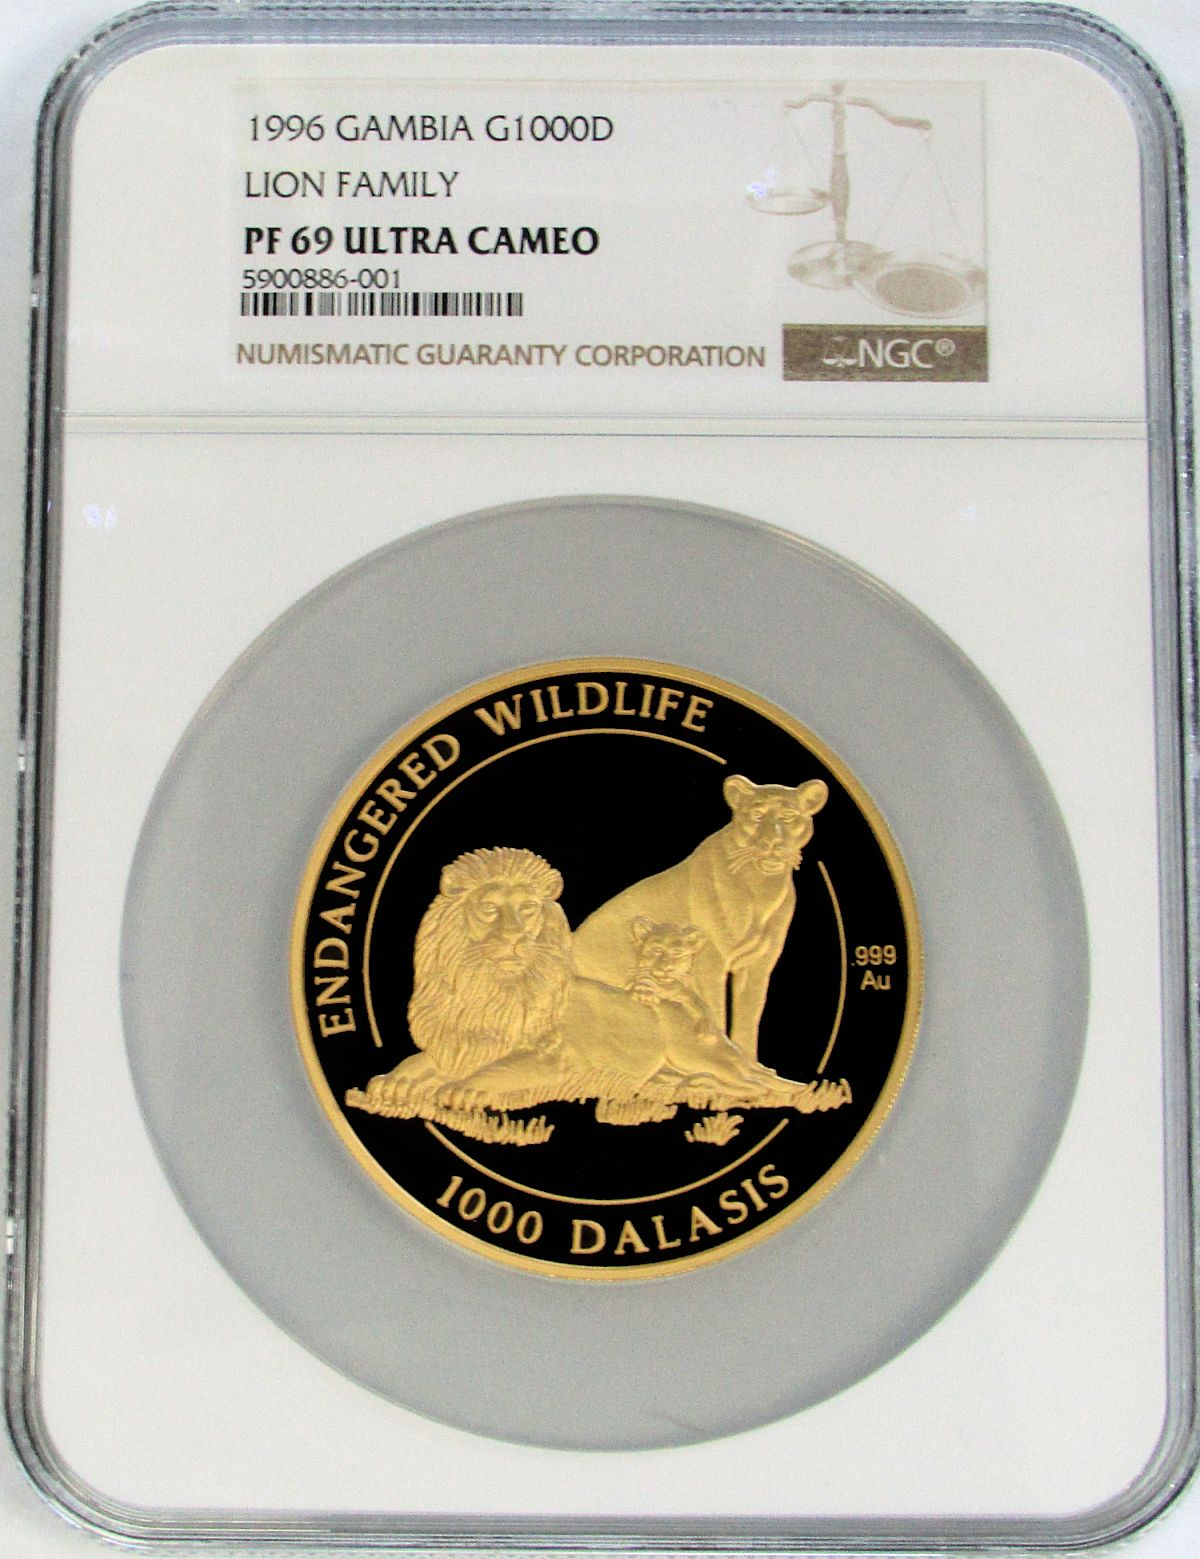 1996 GAMBIA G1000D
LION FAMILY
PF 69 ULTRA CAMEO
5900886-001
NUMISMATIC GUARANTY CORPORATION
NGC®
ENDANGERED WILDLIFE
.999
Au
1000 DALASIS